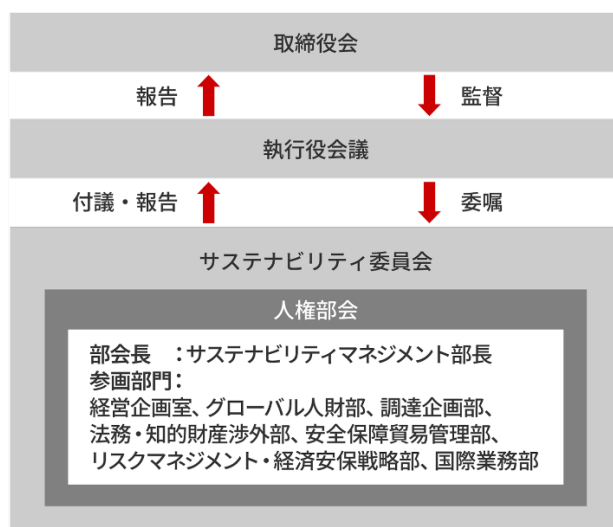 取締役会
報告 監督
執行役会議
付議・報告 委嘱
サステナビリティ委員会
人権部会
部会長 :サステナビリティマネジメント部長
参画部門:
経営企画室、グローバル人財部、調達企画部、
法務・知的財産渉外部、安全保障貿易管理部、
リスクマネジメント・経済安保戦略部、国際業務部